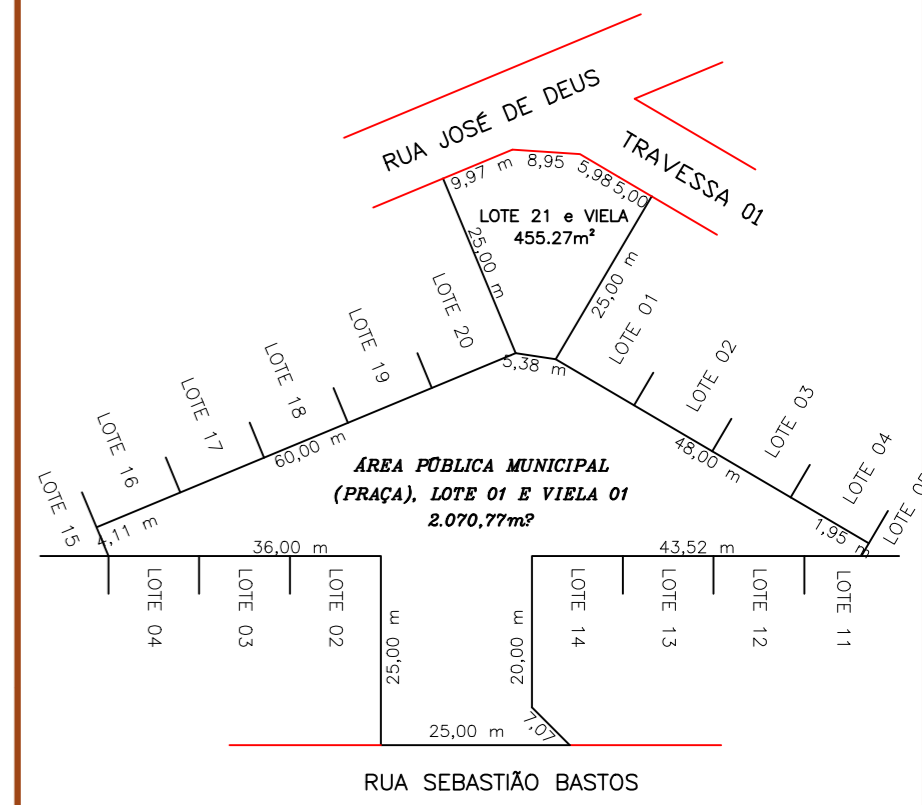 RUA JOSÉ DE DEUS
TRAVESSA 01
9,97 m
8,95
5,98
5,00
LOTE 21 e VIELA
455.27m²
25,00 m
25,00 m
5,38 m
LOTE 20
LOTE 19
LOTE 18
LOTE 17
LOTE 16
LOTE 15
LOTE 01
LOTE 02
LOTE 03
LOTE 04
LOTE 05
60,00 m
48,00 m
4,11 m
1,95 m
ÁREA PÚBLICA MUNICIPAL
(PRAÇA), LOTE 01 E VIELA 01
2.070,77m?
36,00 m
43,52 m
LOTE 04
LOTE 03
LOTE 02
LOTE 14
LOTE 13
LOTE 12
LOTE 11
25,00 m
20,00 m
7,07
25,00 m
RUA SEBASTIÃO BASTOS